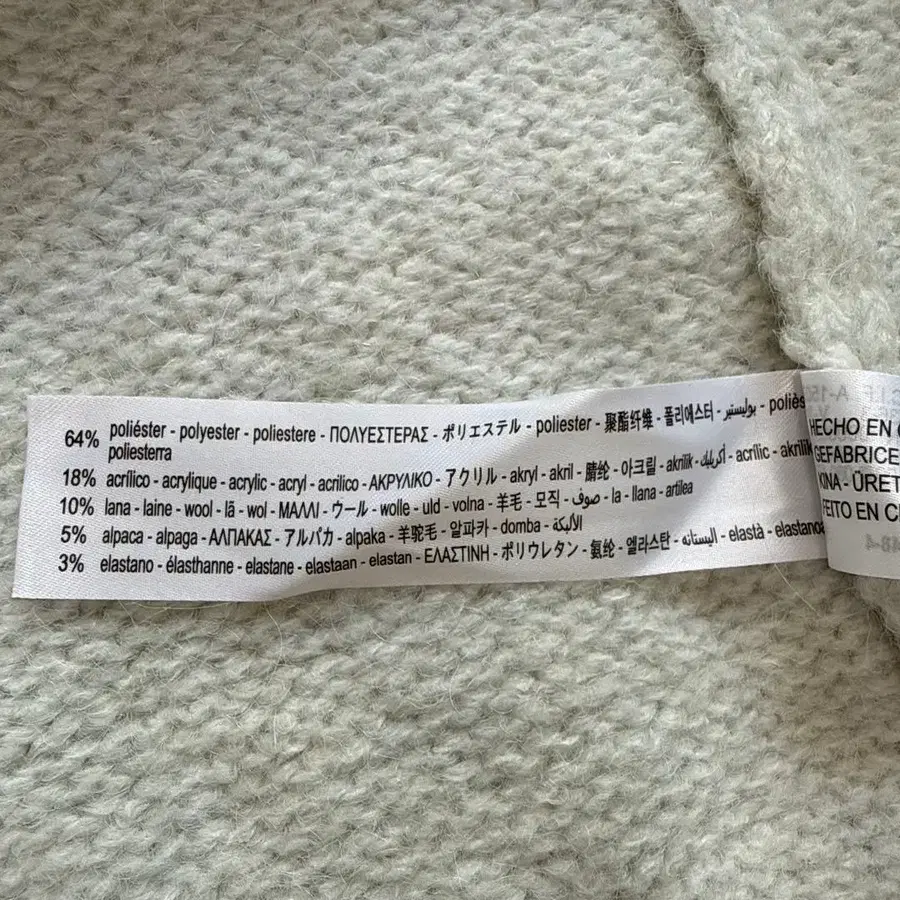 64% poliéster - polyester - poliestere - ΠΟΛΥΕΣΤΕΡΑΣ - ポリエステル - poliester - 聚酯纤维 - 폴리에스터 - بوليستير - poliès
poliesterra
18% acrílico - acrylique - acrylic - acryl - acrilico - ΑΚΡΥΛΙΚΟ - アクリル - akryl - akril - 腈纶 - 아크릴 - akrilik - أكريليك - acrílic - akrilik
10% lana - laine - wool - lã - wol - ΜΑΛΛΙ - ウール - wolle - uld - volna - 羊毛 - 모직 - صوف - la - llana - artilea
5% alpaca - alpaga - ΑΛΠΑΚΑΣ - アルパカ - alpaka - 羊驼毛 - 알파카 - domba - الألبكة
3% elastano - élasthanne - elastane - elastaan - elastan - ΕΛΑΣΤΙΝΗ - ポリウレタン - 氨纶 - 엘라스탄 - اليستانه - elastà - elastano
HECHO EN
GEFABRICE
KINA - ÜRET
FEITO EN C